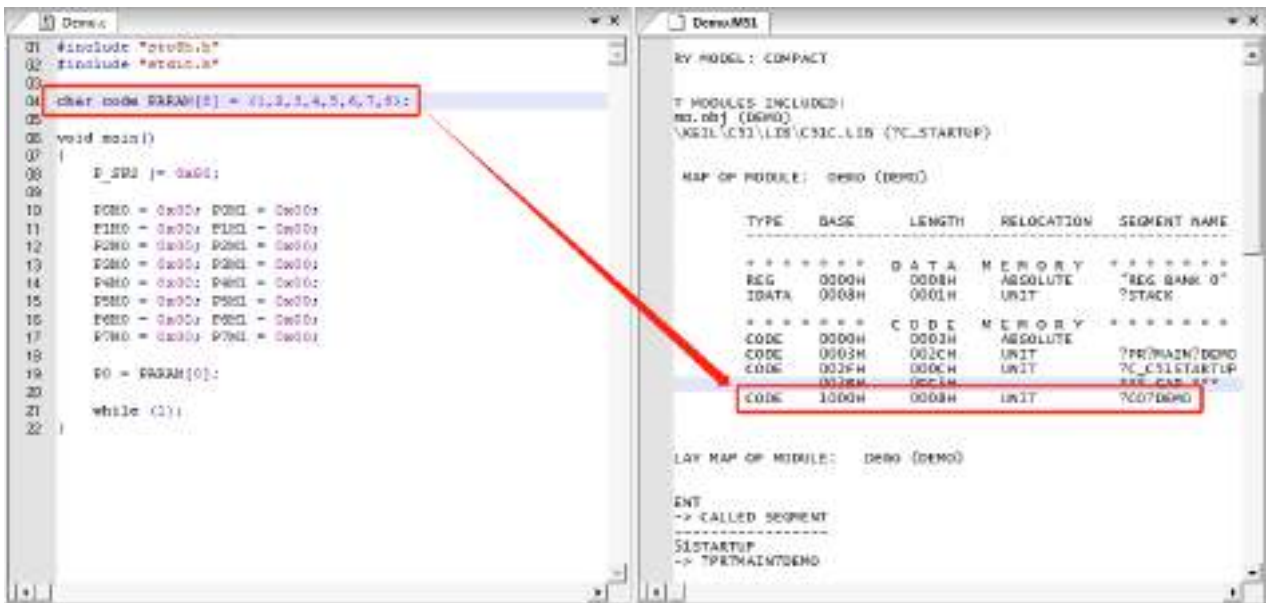 Demo.c
01 #include "stc8h.h"
02 #include "stdio.h"
03
04 char code PARAM[8] = {1,2,3,4,5,6,7,8};
05
06 void main()
07 {
08 P_SW2 |= 0x80;
09
10 P0M0 = 0x00; P0M1 = 0x00;
11 P1M0 = 0x00; P1M1 = 0x00;
12 P2M0 = 0x00; P2M1 = 0x00;
13 P3M0 = 0x00; P3M1 = 0x00;
14 P4M0 = 0x00; P4M1 = 0x00;
15 P5M0 = 0x00; P5M1 = 0x00;
16 P6M0 = 0x00; P6M1 = 0x00;
17 P7M0 = 0x00; P7M1 = 0x00;
18
19 P0 = PARAM[0];
20
21 while (1);
22 }
Demo.M51
RY MODEL: COMPACT
T MODULES INCLUDED:
mo.obj (DEMO)
\KEIL\C51\LIB\C51C.LIB (?C_STARTUP)
MAP OF MODULE: Demo (DEMO)
TYPE BASE LENGTH RELOCATION SEGMENT NAME
-----------------------------------------------------
* * * * * * * D A T A M E M O R Y * * * * * * *
REG 0000H 0008H ABSOLUTE "REG BANK 0"
IDATA 0008H 0001H UNIT ?STACK
* * * * * * * C O D E M E M O R Y * * * * * * *
CODE 0000H 0003H ABSOLUTE
CODE 0003H 002CH UNIT ?PR?MAIN?DEMO
CODE 002FH 000CH UNIT ?C_C51STARTUP
003BH 0FC5H *** GAP ***
CODE 1000H 0008H UNIT ?CO?DEMO
LAY MAP OF MODULE: Demo (DEMO)
ENT
-> CALLED SEGMENT
-----------------
51STARTUP
-> ?PR?MAIN?DEMO